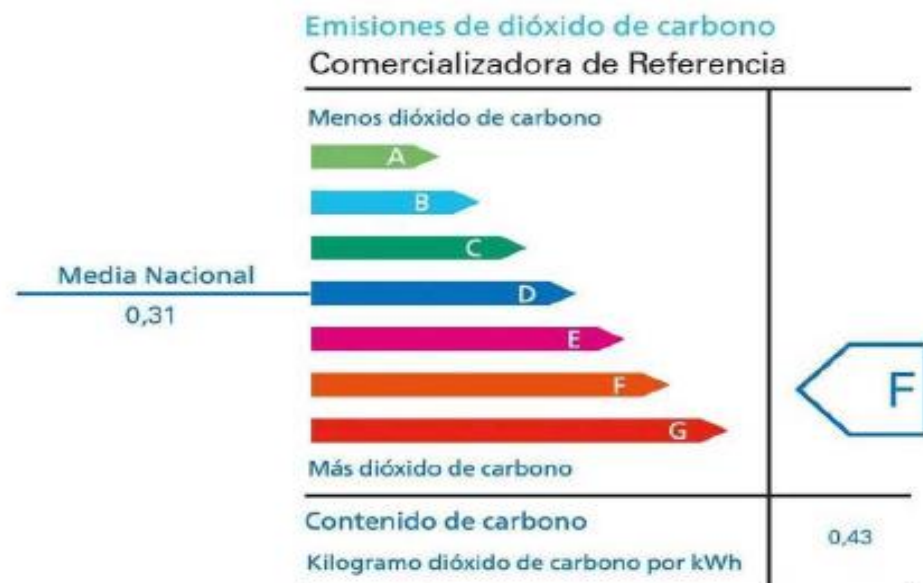 Emisiones de dióxido de carbono
Comercializadora de Referencia
Menos dióxido de carbono
A
B
C
Media Nacional
0,31
D
E
F
F
G
Más dióxido de carbono
Contenido de carbono
0,43
Kilogramo dióxido de carbono por kWh